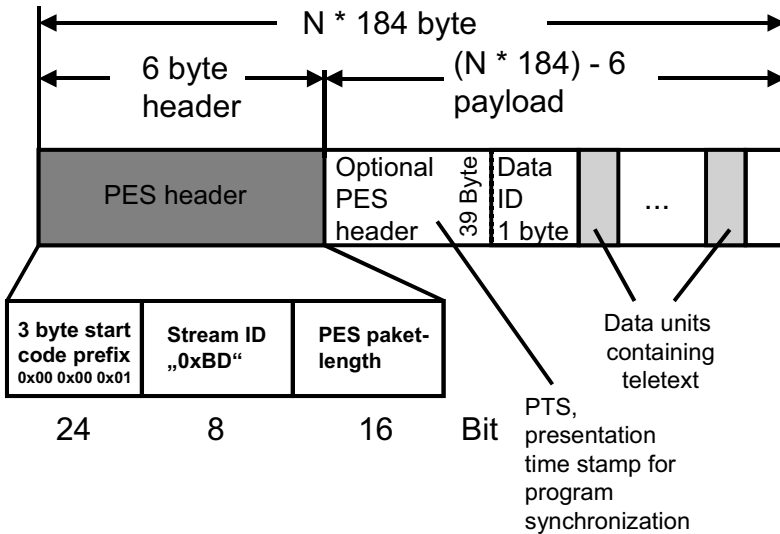 N * 184 byte
6 byte
header
(N * 184) - 6
payload
PES header
Optional
PES
header
39 Byte
Data
ID
1 byte
...
3 byte start
code prefix
0x00 0x00 0x01
Stream ID
„0xBD“
PES paket-
length
24
8
16
Bit
Data units
containing
teletext
PTS,
presentation
time stamp for
program
synchronization